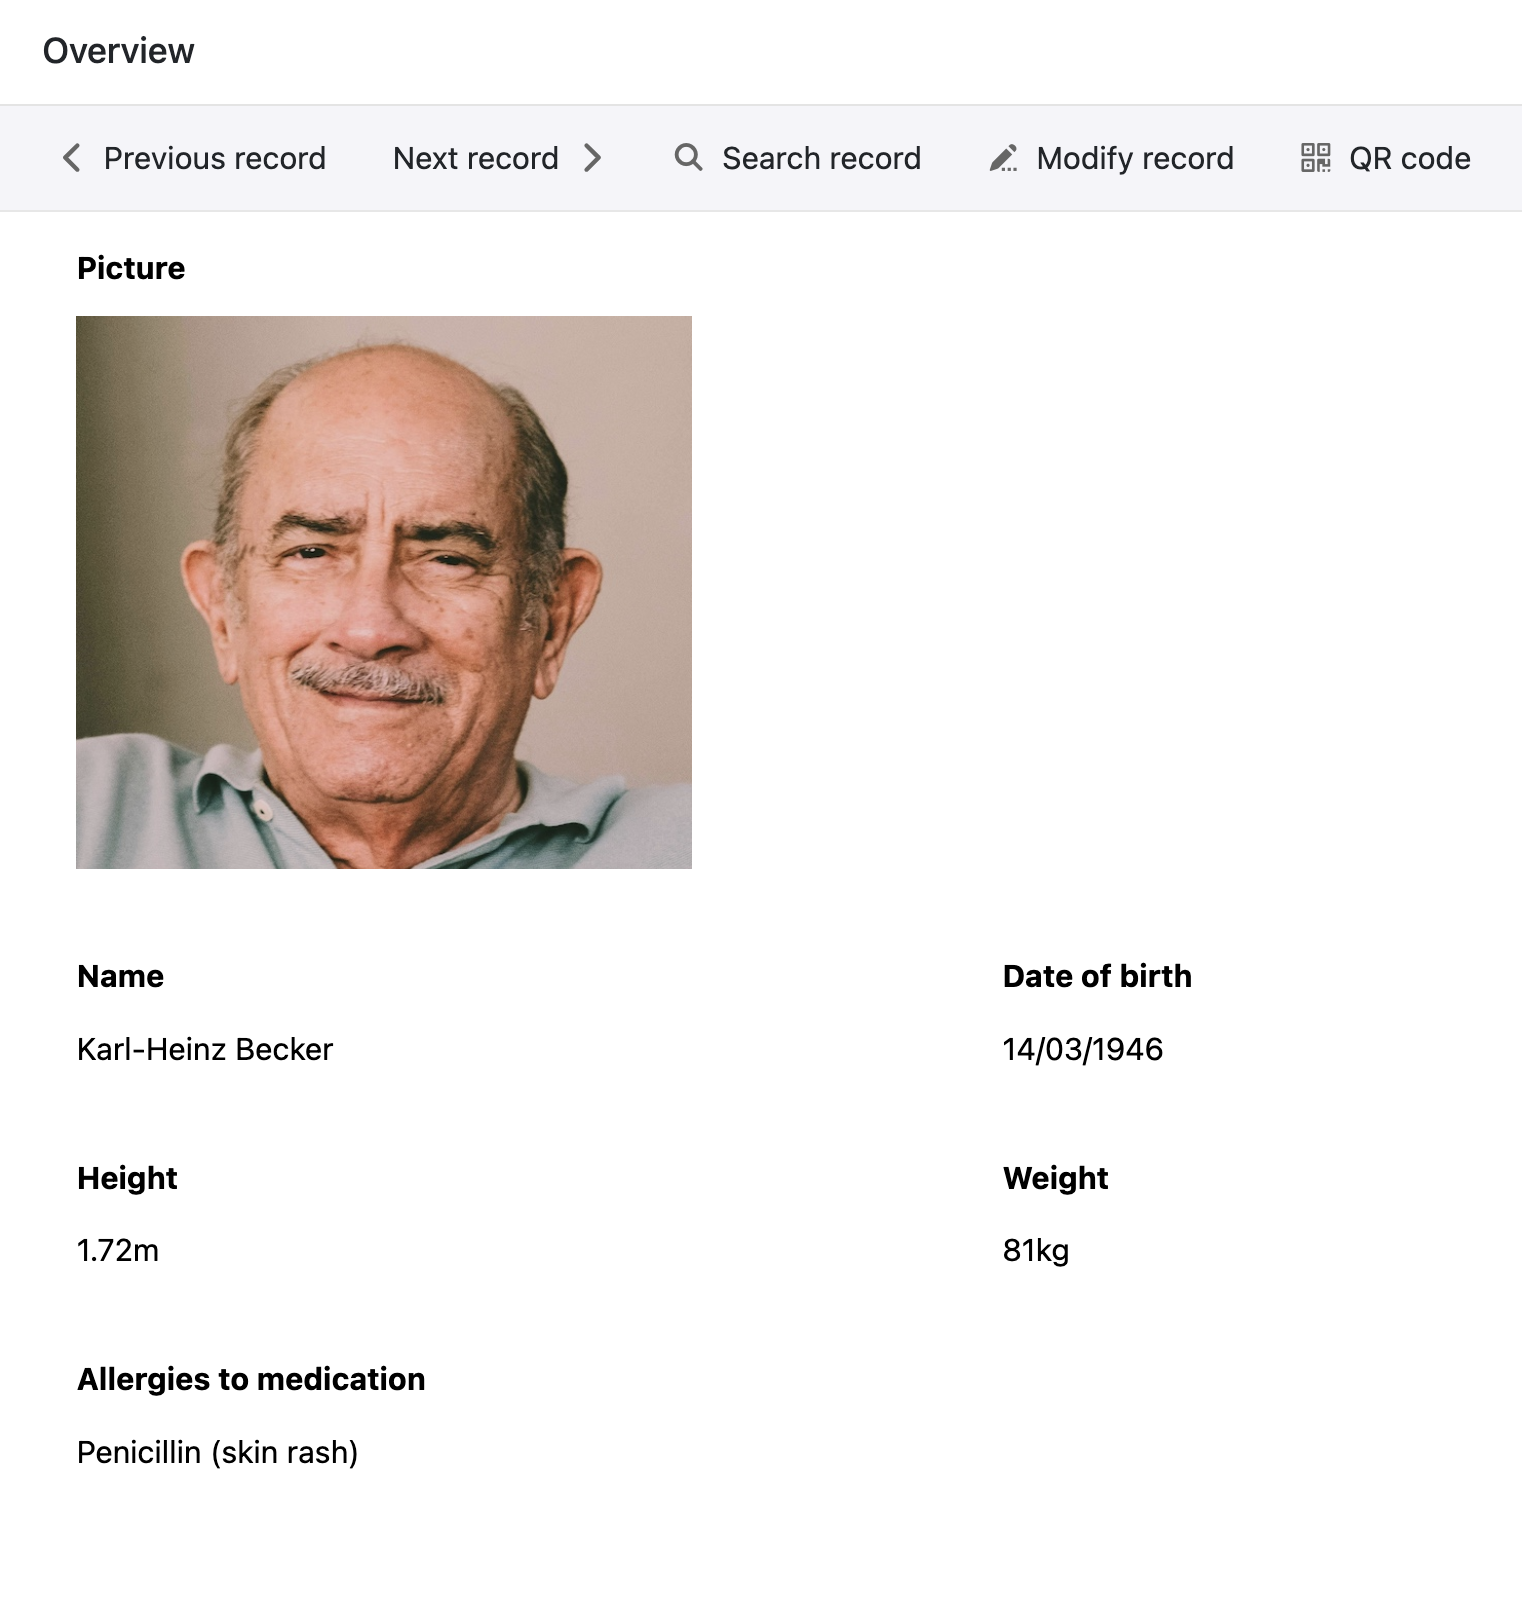 Overview
Previous record Next record Search record Modify record QR code
Picture
Name Date of birth
Karl-Heinz Becker 14/03/1946
Height Weight
1.72m 81kg
Allergies to medication
Penicillin (skin rash)